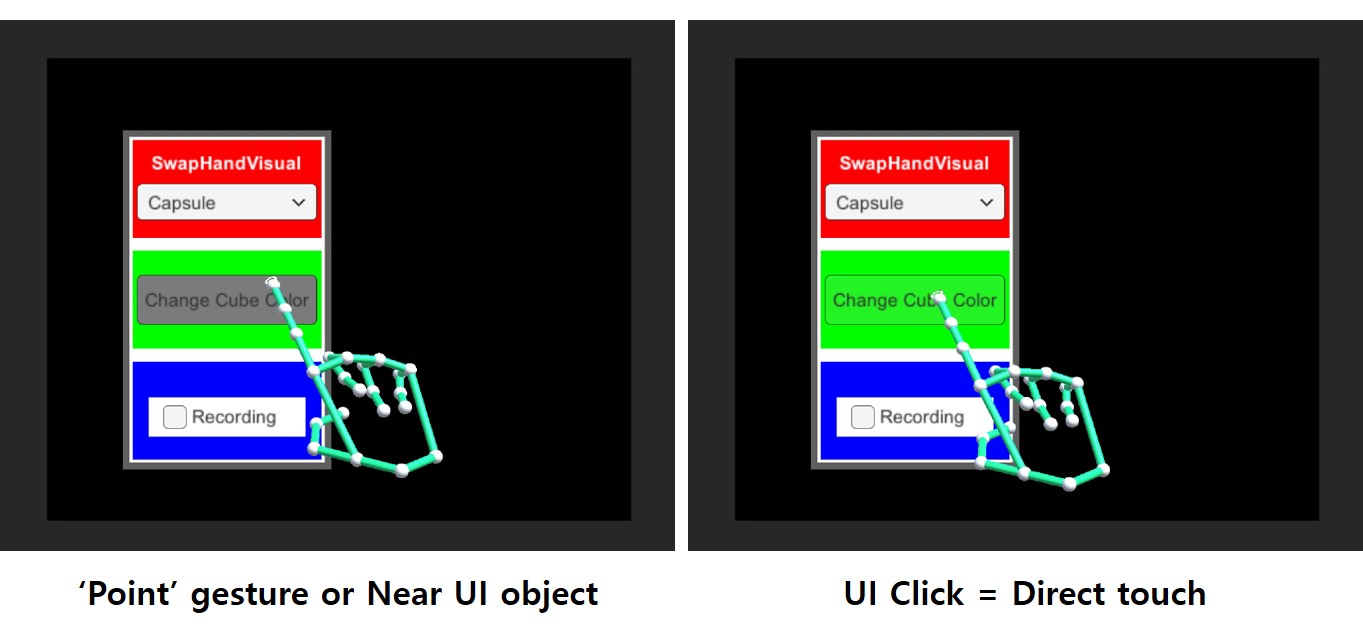 SwapHandVisual
Capsule
Change Cube Color
Recording
SwapHandVisual
Capsule
Change Cube Color
Recording
‘Point’ gesture or Near UI object
UI Click = Direct touch